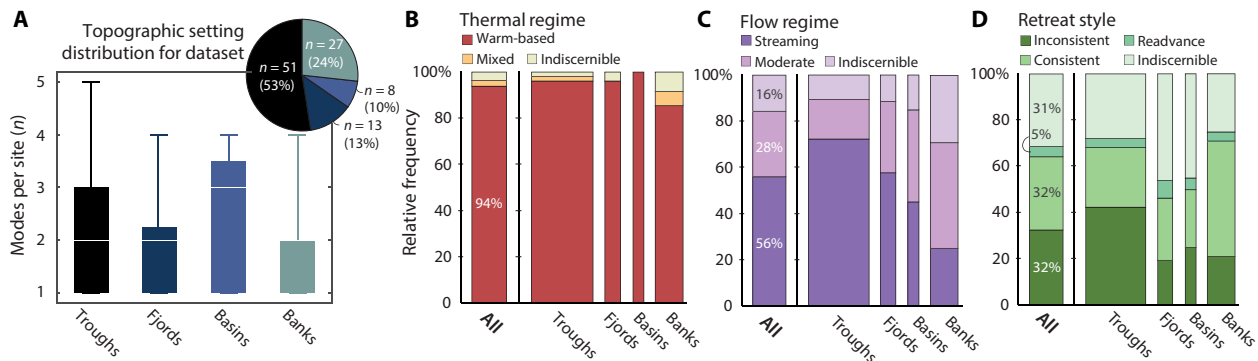 A
Topographic setting
distribution for dataset
n = 27
(24%)
n = 51
(53%)
n = 8
(10%)
n = 13
(13%)
Modes per site (n)
5
4
3
2
1
Troughs
Fjords
Basins
Banks
B
Thermal regime
Warm-based
Mixed
Indiscernible
Relative frequency
100%
80
60
40
20
0
94%
All
Troughs
Fjords
Basins
Banks
C
Flow regime
Streaming
Moderate
Indiscernible
100%
80
60
40
20
0
16%
28%
56%
All
Troughs
Fjords
Basins
Banks
D
Retreat style
Inconsistent
Readvance
Consistent
Indiscernible
100%
80
60
40
20
0
31%
5%
32%
32%
All
Troughs
Fjords
Basins
Banks